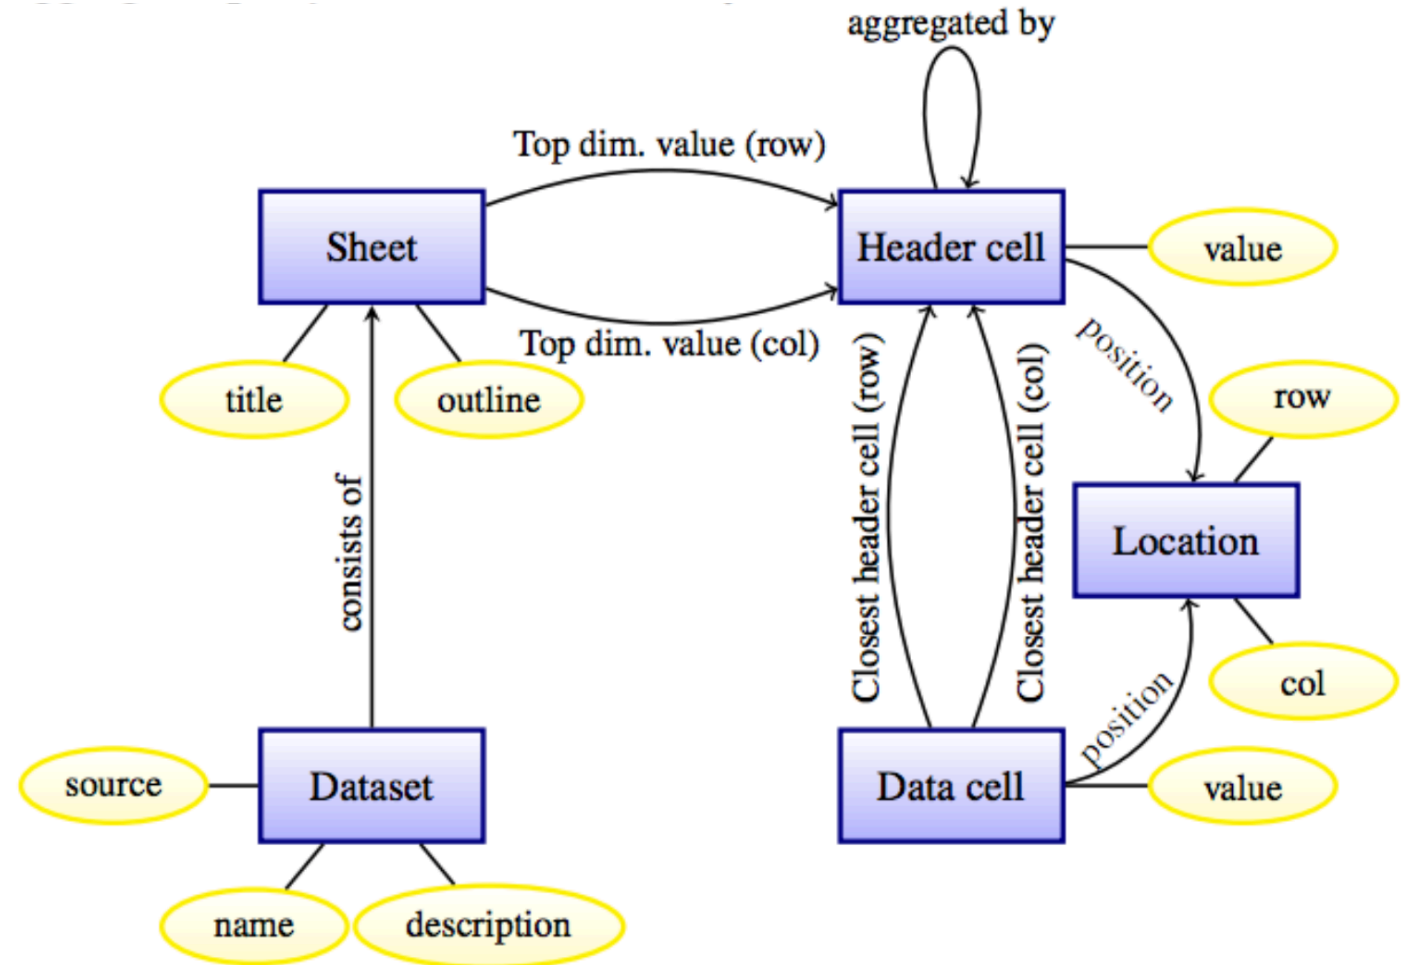 aggregated by
Top dim. value (row)
Sheet
Header cell
value
Top dim. value (col)
title
outline
position
row
Closest header cell (row)
Closest header cell (col)
consists of
Location
col
position
source
Dataset
Data cell
value
name
description